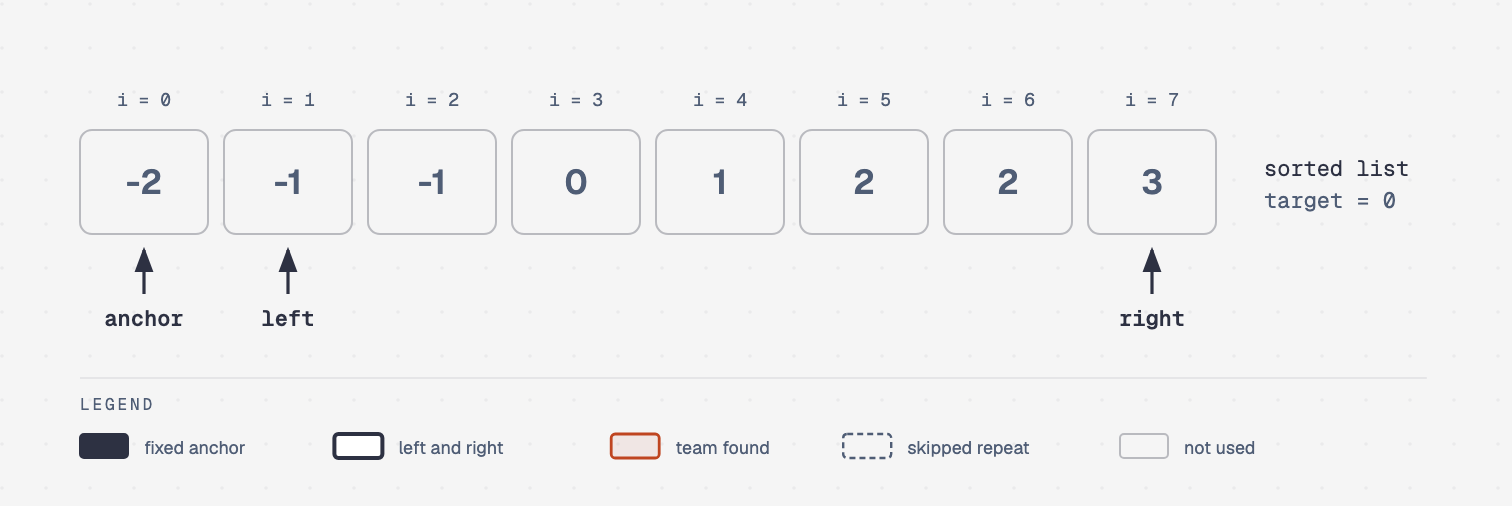 i = 0 i = 1 i = 2 i = 3 i = 4 i = 5 i = 6 i = 7
-2 -1 -1 0 1 2 2 3
sorted list
target = 0
anchor left right
LEGEND
fixed anchor left and right team found skipped repeat not used